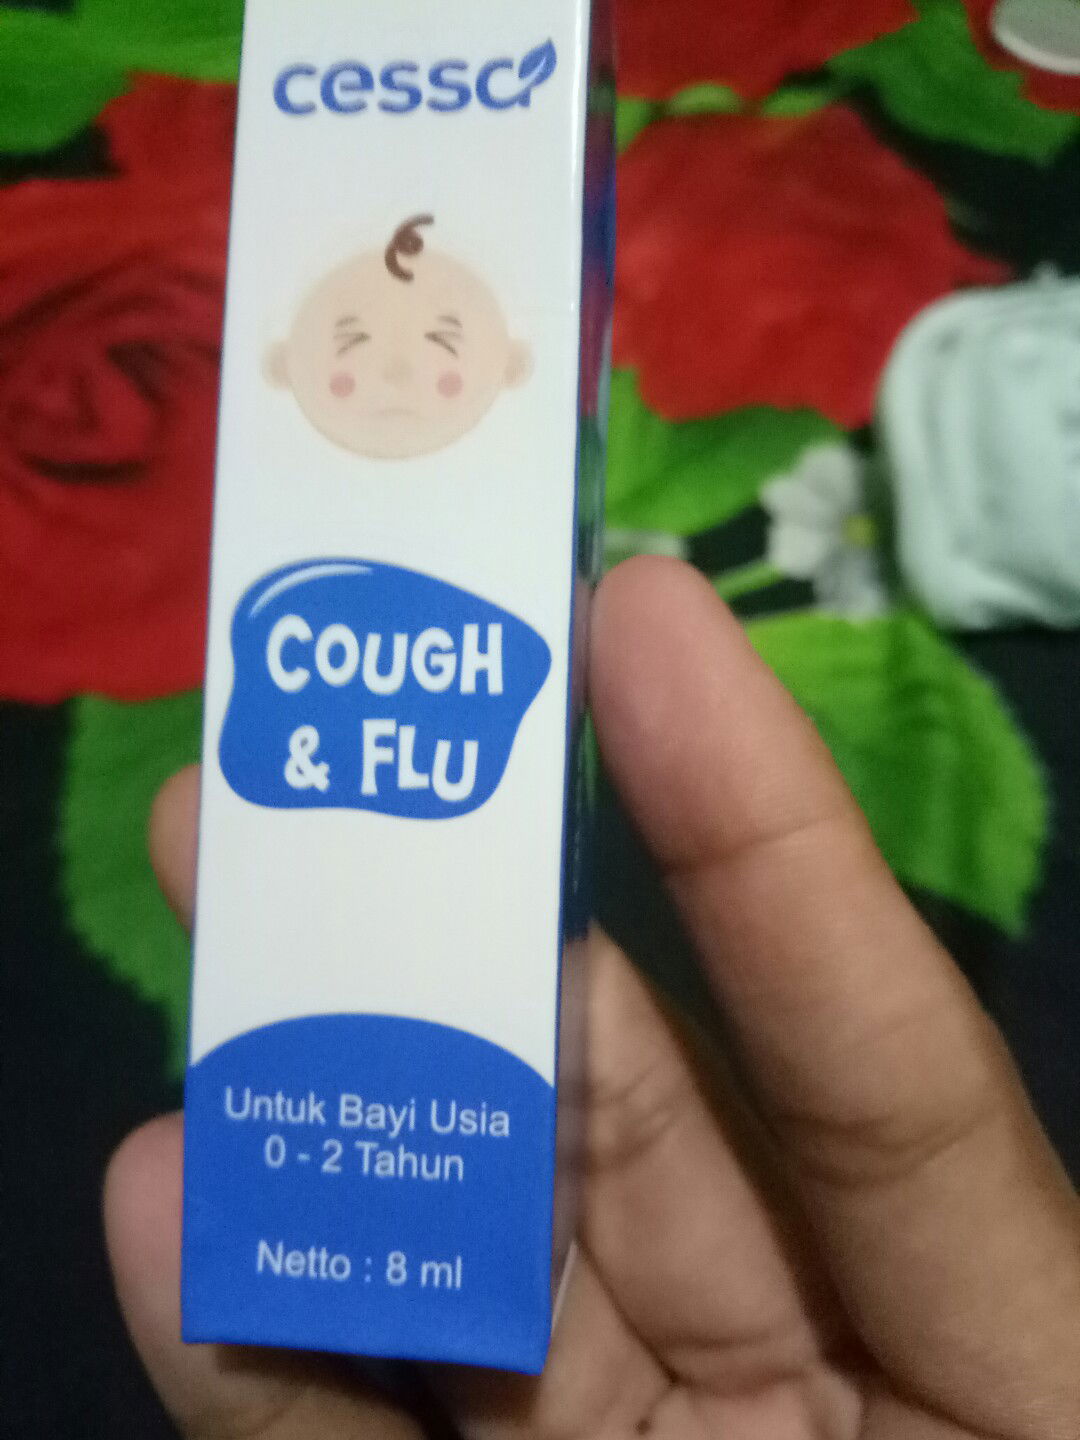 cessa
COUGH
& FLU
Untuk Bayi Usia
0 - 2 Tahun
Netto : 8 ml